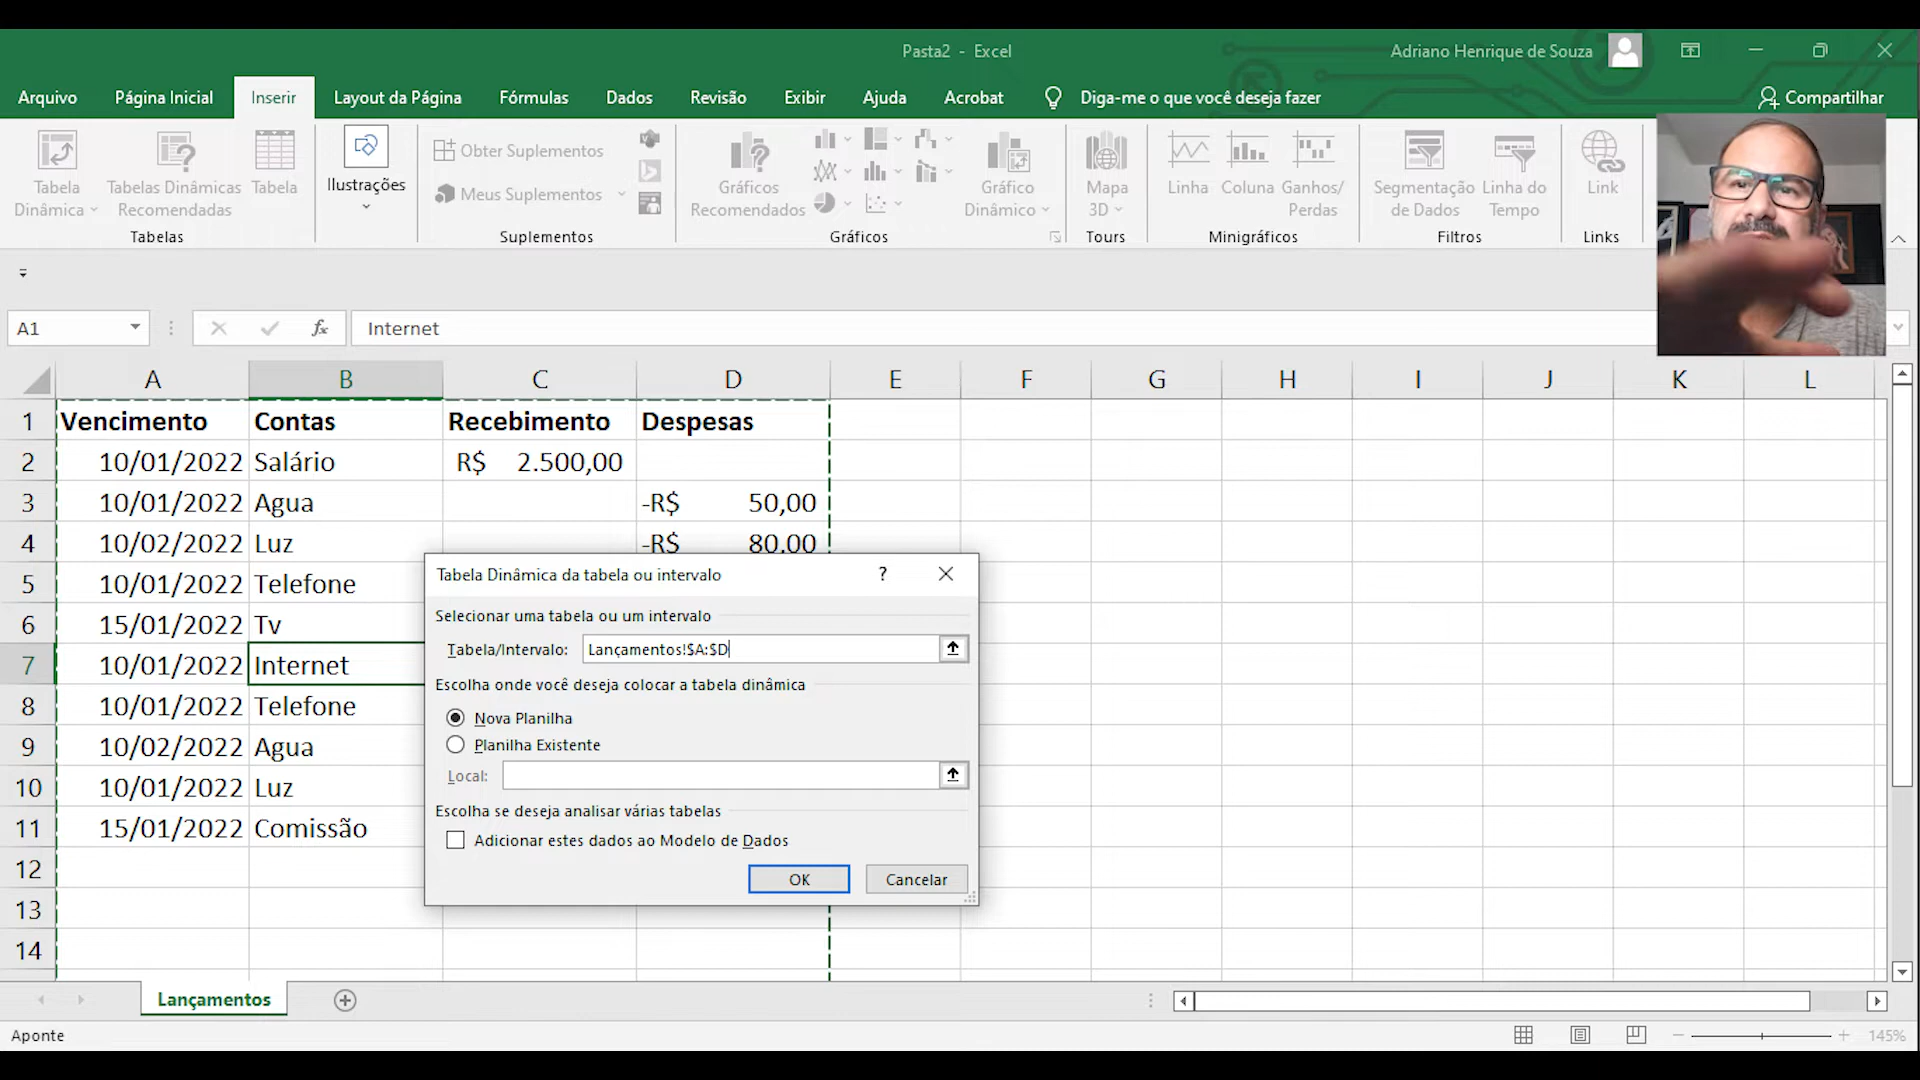 Pasta2 - Excel
Adriano Henrique de Souza
Arquivo Página Inicial Inserir Layout da Página Fórmulas Dados Revisão Exibir Ajuda Acrobat Diga-me o que você deseja fazer Compartilhar
Tabela Dinâmica
Tabelas Dinâmicas Recomendadas
Tabela
Tabelas
Ilustrações
Obter Suplementos
Meus Suplementos
Suplementos
Gráficos Recomendados
Gráfico Dinâmico
Gráficos
Mapa 3D
Tours
Linha
Coluna
Ganhos/ Perdas
Minigráficos
Segmentação de Dados
Linha do Tempo
Filtros
Link
Links
A1 fx Internet
A B C D E F G H I J K L
1 Vencimento Contas Recebimento Despesas
2 10/01/2022 Salário R$ 2.500,00
3 10/01/2022 Agua -R$ 50,00
4 10/02/2022 Luz -R$ 80,00
5 10/01/2022 Telefone
6 15/01/2022 Tv
7 10/01/2022 Internet
8 10/01/2022 Telefone
9 10/02/2022 Agua
10 10/01/2022 Luz
11 15/01/2022 Comissão
12
13
14
Tabela Dinâmica da tabela ou intervalo ?
Selecionar uma tabela ou um intervalo
Tabela/Intervalo: Lançamentos!$A:$D
Escolha onde você deseja colocar a tabela dinâmica
Nova Planilha
Planilha Existente
Local:
Escolha se deseja analisar várias tabelas
Adicionar estes dados ao Modelo de Dados
OK Cancelar
Lançamentos
Aponte
145%